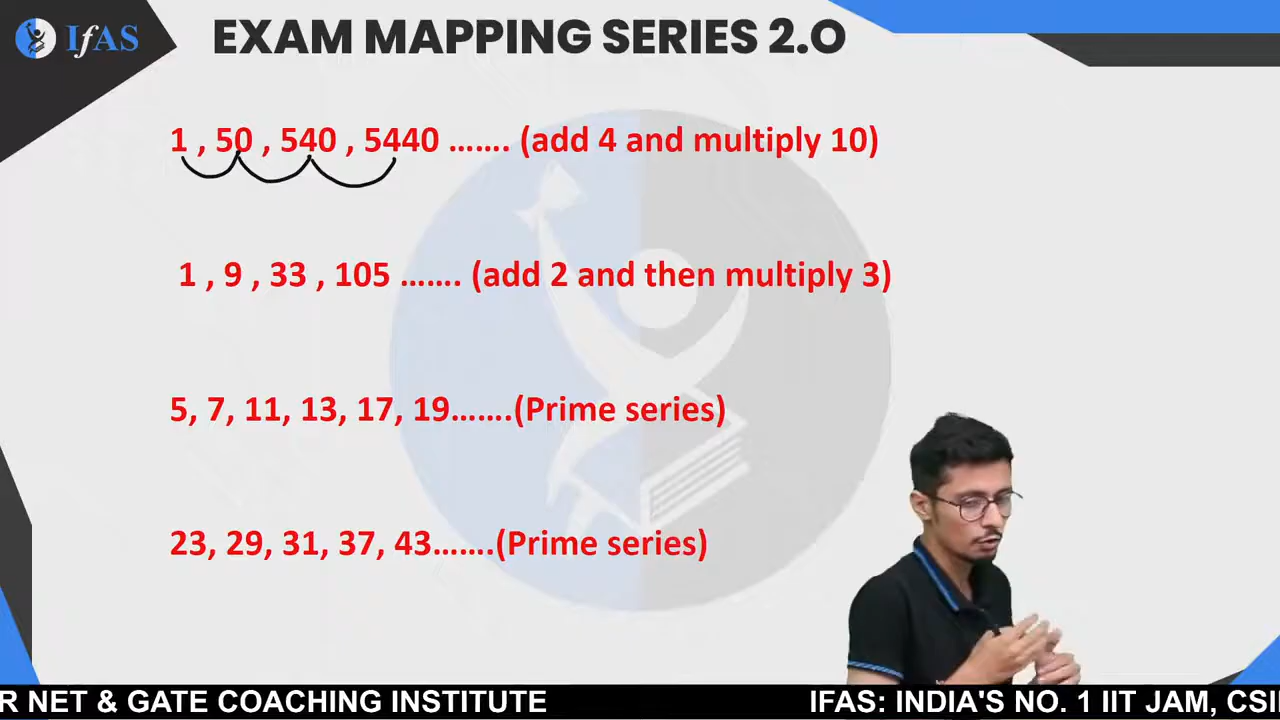 IfAS
EXAM MAPPING SERIES 2.O
1 , 50 , 540 , 5440 ……. (add 4 and multiply 10)
1 , 9 , 33 , 105 ……. (add 2 and then multiply 3)
5, 7, 11, 13, 17, 19…….(Prime series)
23, 29, 31, 37, 43…….(Prime series)
R NET & GATE COACHING INSTITUTE IFAS: INDIA'S NO. 1 IIT JAM, CSI